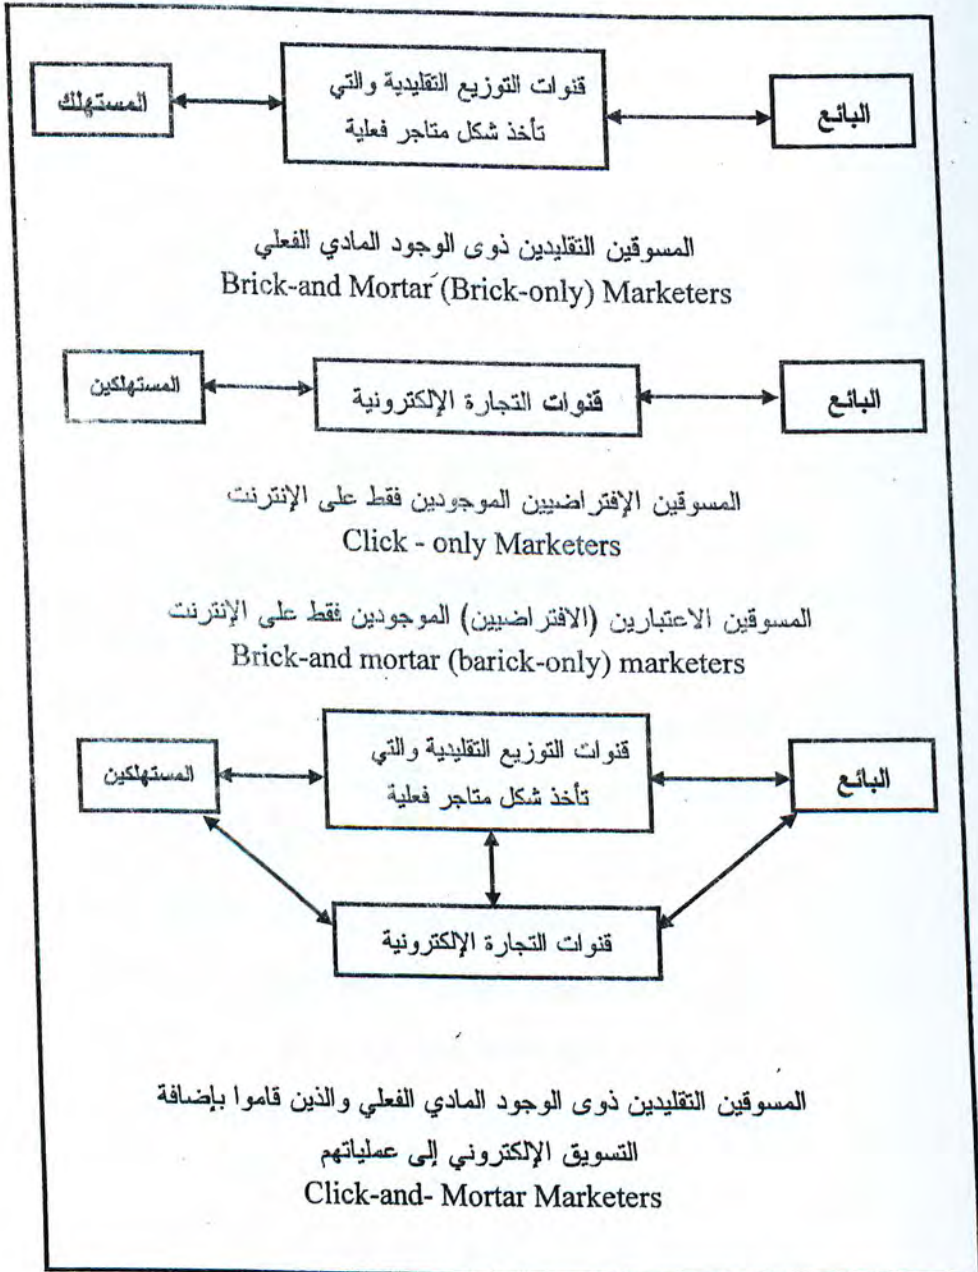 البائع
قنوات التوزيع التقليدية والتي
تأخذ شكل متاجر فعلية
المستهلك
المسوقين التقليدين ذوى الوجود المادي الفعلي
Brick-and Mortar (Brick-only) Marketers
البائع
قنوات التجارة الإلكترونية
المستهلكين
المسوقين الإفتراضيين الموجودين فقط على الإنترنت
Click - only Marketers
المسوقين الاعتبارين (الافتراضيين) الموجودين فقط على الإنترنت
Brick-and mortar (barick-only) marketers
البائع
قنوات التوزيع التقليدية والتي
تأخذ شكل متاجر فعلية
المستهلكين
قنوات التجارة الإلكترونية
المسوقين التقليدين ذوى الوجود المادي الفعلي والذين قاموا بإضافة
التسويق الإلكتروني إلى عملياتهم
Click-and- Mortar Marketers